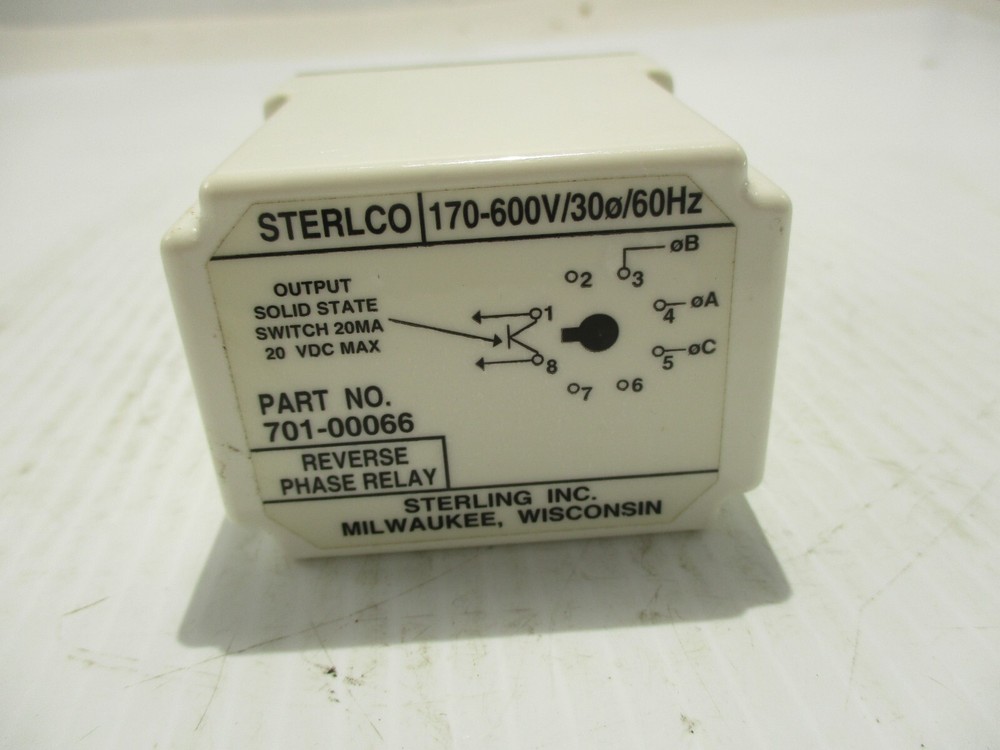 STERLCO 170-600V/30ø/60Hz
OUTPUT
SOLID STATE
SWITCH 20MA
20 VDC MAX
øB
2 3
1 4 øA
8 5 øC
7 6
PART NO.
701-00066
REVERSE
PHASE RELAY
STERLING INC.
MILWAUKEE, WISCONSIN